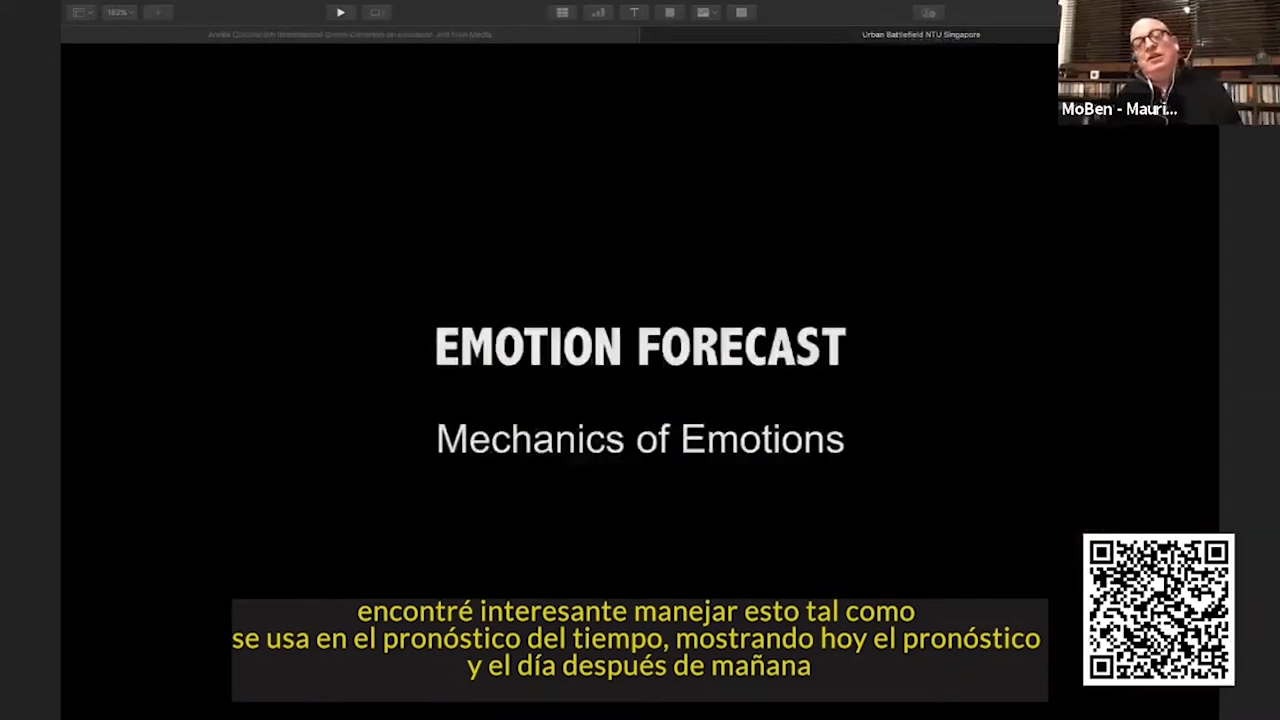 182%
Urban Battlefield NTU Singapore
MoBen - Mauri...
EMOTION FORECAST
Mechanics of Emotions
encontré interesante manejar esto tal como
se usa en el pronóstico del tiempo, mostrando hoy el pronóstico
y el día después de mañana